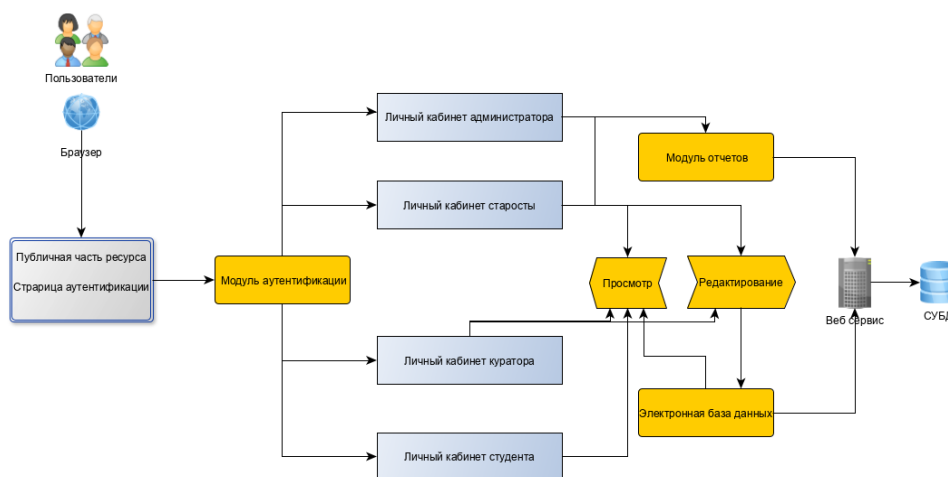 Пользователи
Браузер
Публичная часть ресурса
Страрица аутентификации
Модуль аутентификации
Личный кабинет администратора
Личный кабинет старосты
Личный кабинет куратора
Личный кабинет студента
Модуль отчетов
Просмотр
Редактирование
Электронная база данных
Веб сервис
СУБД